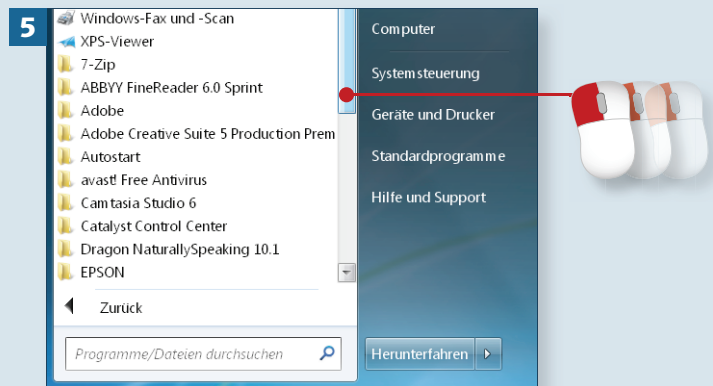 5
Windows-Fax und -Scan
XPS-Viewer
7-Zip
ABBYY FineReader 6.0 Sprint
Adobe
Adobe Creative Suite 5 Production Prem
Autostart
avast! Free Antivirus
Camtasia Studio 6
Catalyst Control Center
Dragon NaturallySpeaking 10.1
EPSON
Zurück
Programme/Dateien durchsuchen
Computer
Systemsteuerung
Geräte und Drucker
Standardprogramme
Hilfe und Support
Herunterfahren